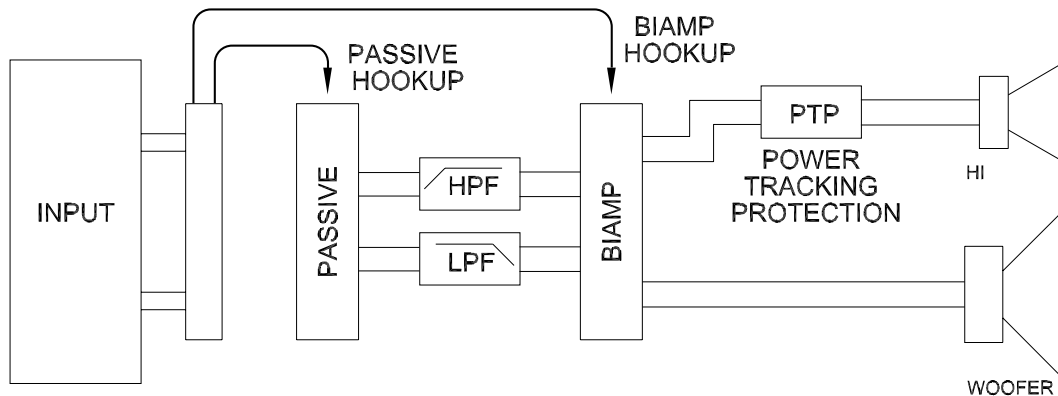 PASSIVE
HOOKUP
BIAMP
HOOKUP
INPUT
PASSIVE
HPF
LPF
BIAMP
PTP
POWER
TRACKING
PROTECTION
HI
WOOFER